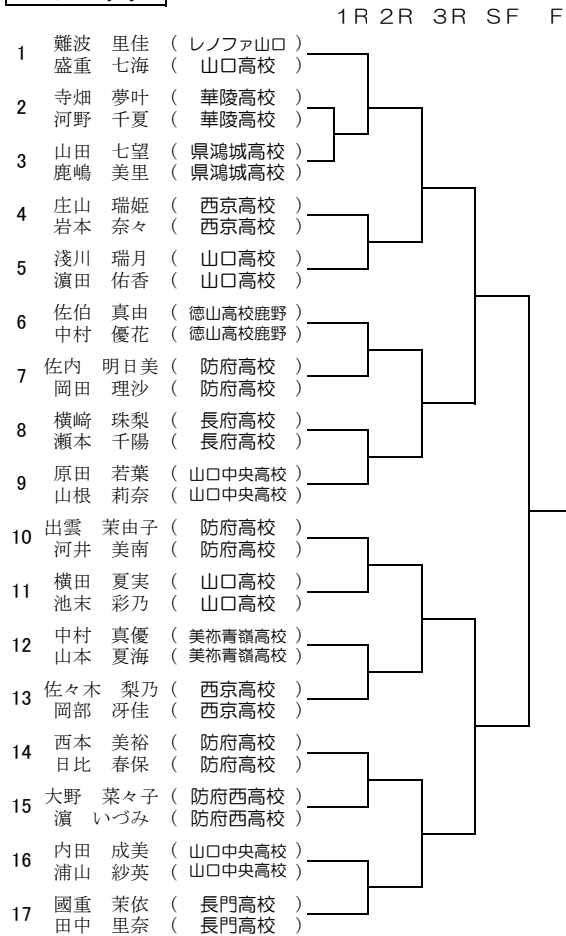 1R 2R 3R SF F
1 難波 里佳 ( レノファ山口 )
盛重 七海 ( 山口高校 )
2 寺畑 夢叶 ( 華陵高校 )
河野 千夏 ( 華陵高校 )
3 山田 七望 ( 県鴻城高校 )
鹿嶋 美里 ( 県鴻城高校 )
4 庄山 瑞姫 ( 西京高校 )
岩本 奈々 ( 西京高校 )
5 淺川 瑞月 ( 山口高校 )
濵田 佑香 ( 山口高校 )
6 佐伯 真由 ( 徳山高校鹿野 )
中村 優花 ( 徳山高校鹿野 )
7 佐内 明日美 ( 防府高校 )
岡田 理沙 ( 防府高校 )
8 横﨑 珠梨 ( 長府高校 )
瀬本 千陽 ( 長府高校 )
9 原田 若葉 ( 山口中央高校 )
山根 莉奈 ( 山口中央高校 )
10 出雲 茉由子 ( 防府高校 )
河井 美南 ( 防府高校 )
11 横田 夏実 ( 山口高校 )
池末 彩乃 ( 山口高校 )
12 中村 真優 ( 美祢青嶺高校 )
山本 夏海 ( 美祢青嶺高校 )
13 佐々木 梨乃 ( 西京高校 )
岡部 冴佳 ( 西京高校 )
14 西本 美裕 ( 防府高校 )
日比 春保 ( 防府高校 )
15 大野 菜々子 ( 防府西高校 )
濵 いづみ ( 防府西高校 )
16 内田 成美 ( 山口中央高校 )
浦山 紗英 ( 山口中央高校 )
17 國重 茉依 ( 長門高校 )
田中 里奈 ( 長門高校 )